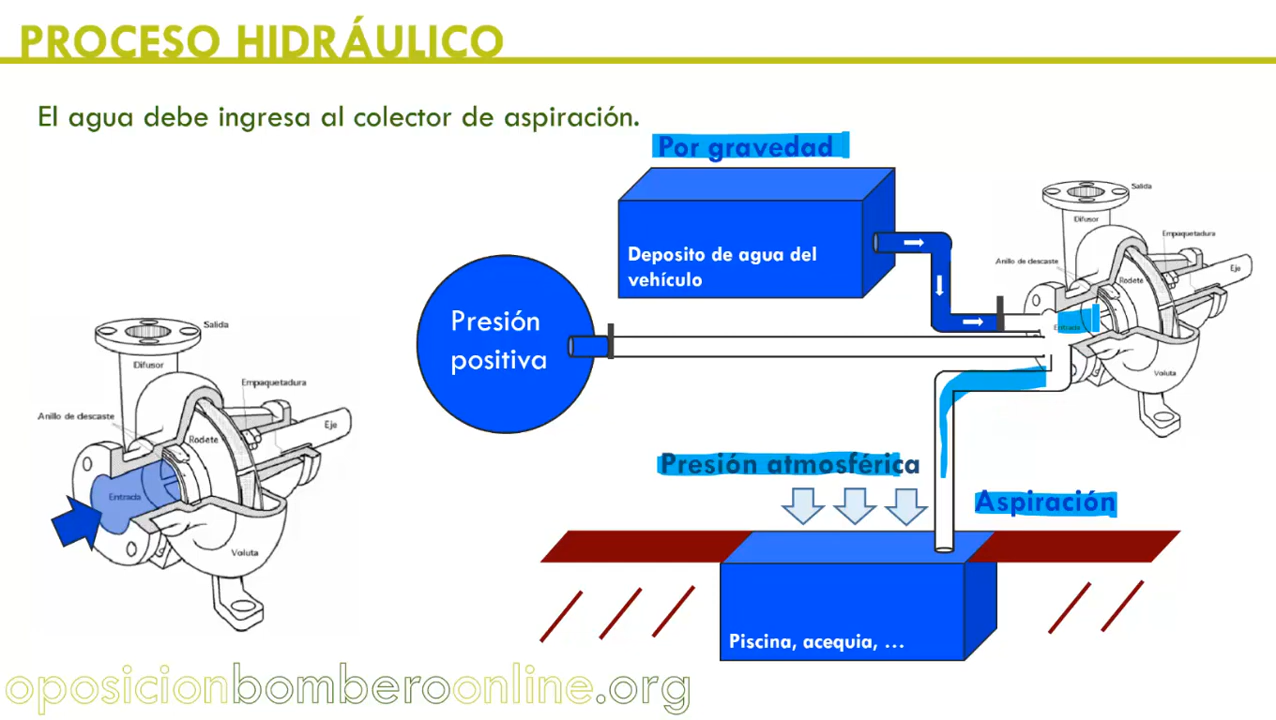 PROCESO HIDRÁULICO
El agua debe ingresa al colector de aspiración.
Por gravedad
Deposito de agua del
vehículo
Presión
positiva
Salida
Difusor
Empaquetadura
Anillo de descaste
Rodete
Eje
Entrada
Voluta
Salida
Difusor
Empaquetadura
Anillo de descaste
Rodete
Eje
Entrada
Voluta
Presión atmosférica
Aspiración
Piscina, acequia, ...
oposicionbomberoonline.org